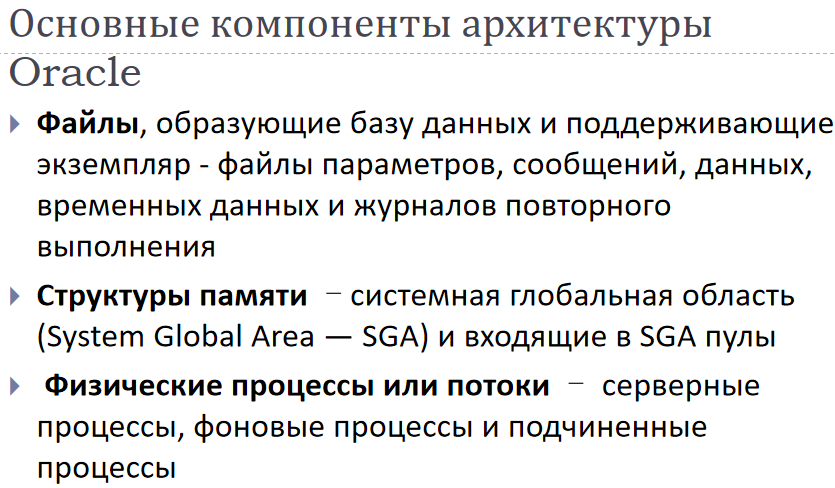 Основные компоненты архитектуры
Oracle
Файлы, образующие базу данных и поддерживающие
экземпляр - файлы параметров, сообщений, данных,
временных данных и журналов повторного
выполнения
Структуры памяти – системная глобальная область
(System Global Area — SGA) и входящие в SGA пулы
Физические процессы или потоки – серверные
процессы, фоновые процессы и подчиненные
процессы